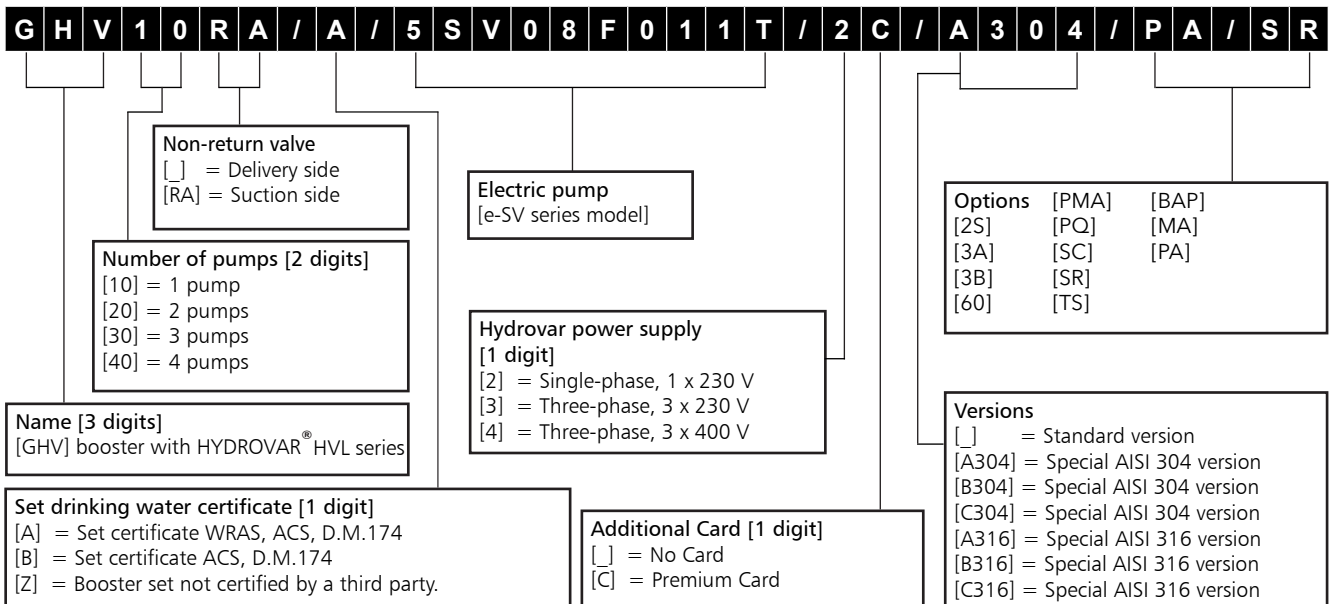 GHV10RA/A/5SV08F011T/2C/A304/PA/SR
Non-return valve
[_] = Delivery side
[RA] = Suction side
Electric pump
[e-SV series model]
Options [PMA] [BAP]
[2S] [PQ] [MA]
[3A] [SC] [PA]
[3B] [SR]
[60] [TS]
Number of pumps [2 digits]
[10] = 1 pump
[20] = 2 pumps
[30] = 3 pumps
[40] = 4 pumps
Hydrovar power supply
[1 digit]
[2] = Single-phase, 1 x 230 V
[3] = Three-phase, 3 x 230 V
[4] = Three-phase, 3 x 400 V
Name [3 digits]
[GHV] booster with HYDROVAR® HVL series
Versions
[_] = Standard version
[A304] = Special AISI 304 version
[B304] = Special AISI 304 version
[C304] = Special AISI 304 version
[A316] = Special AISI 316 version
[B316] = Special AISI 316 version
[C316] = Special AISI 316 version
Set drinking water certificate [1 digit]
[A] = Set certificate WRAS, ACS, D.M.174
[B] = Set certificate ACS, D.M.174
[Z] = Booster set not certified by a third party.
Additional Card [1 digit]
[_] = No Card
[C] = Premium Card